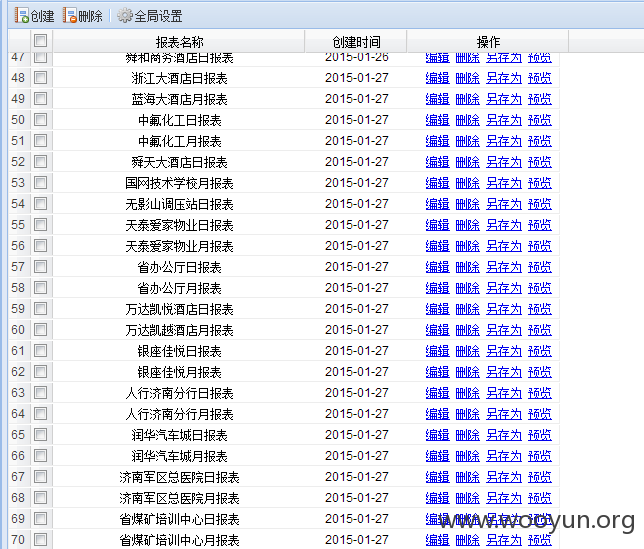 创建 删除 全局设置
报表名称 创建时间 操作
47 舜和商务酒店日报表 2015-01-26 编辑 删除 另存为 预览
48 浙江大酒店日报表 2015-01-27 编辑 删除 另存为 预览
49 蓝海大酒店月报表 2015-01-27 编辑 删除 另存为 预览
50 中氟化工日报表 2015-01-27 编辑 删除 另存为 预览
51 中氟化工月报表 2015-01-27 编辑 删除 另存为 预览
52 舜天大酒店日报表 2015-01-27 编辑 删除 另存为 预览
53 国网技术学校月报表 2015-01-27 编辑 删除 另存为 预览
54 无影山调压站日报表 2015-01-27 编辑 删除 另存为 预览
55 天泰爱家物业日报表 2015-01-27 编辑 删除 另存为 预览
56 天泰爱家物业月报表 2015-01-27 编辑 删除 另存为 预览
57 省办公厅日报表 2015-01-27 编辑 删除 另存为 预览
58 省办公厅月报表 2015-01-27 编辑 删除 另存为 预览
59 万达凯悦酒店日报表 2015-01-27 编辑 删除 另存为 预览
60 万达凯越酒店月报表 2015-01-27 编辑 删除 另存为 预览
61 银座佳悦日报表 2015-01-27 编辑 删除 另存为 预览
62 银座佳悦月报表 2015-01-27 编辑 删除 另存为 预览
63 人行济南分行日报表 2015-01-27 编辑 删除 另存为 预览
64 人行济南分行月报表 2015-01-27 编辑 删除 另存为 预览
65 润华汽车城日报表 2015-01-27 编辑 删除 另存为 预览
66 润华汽车城月报表 2015-01-27 编辑 删除 另存为 预览
67 济南军区总医院日报表 2015-01-27 编辑 删除 另存为 预览
68 济南军区总医院月报表 2015-01-27 编辑 删除 另存为 预览
69 省煤矿培训中心日报表 2015-01-27 编辑 删除 另存为 预览
www.wooyun.org
70 省煤矿培训中心月报表 2015-01-27 编辑 删除 另存为 预览